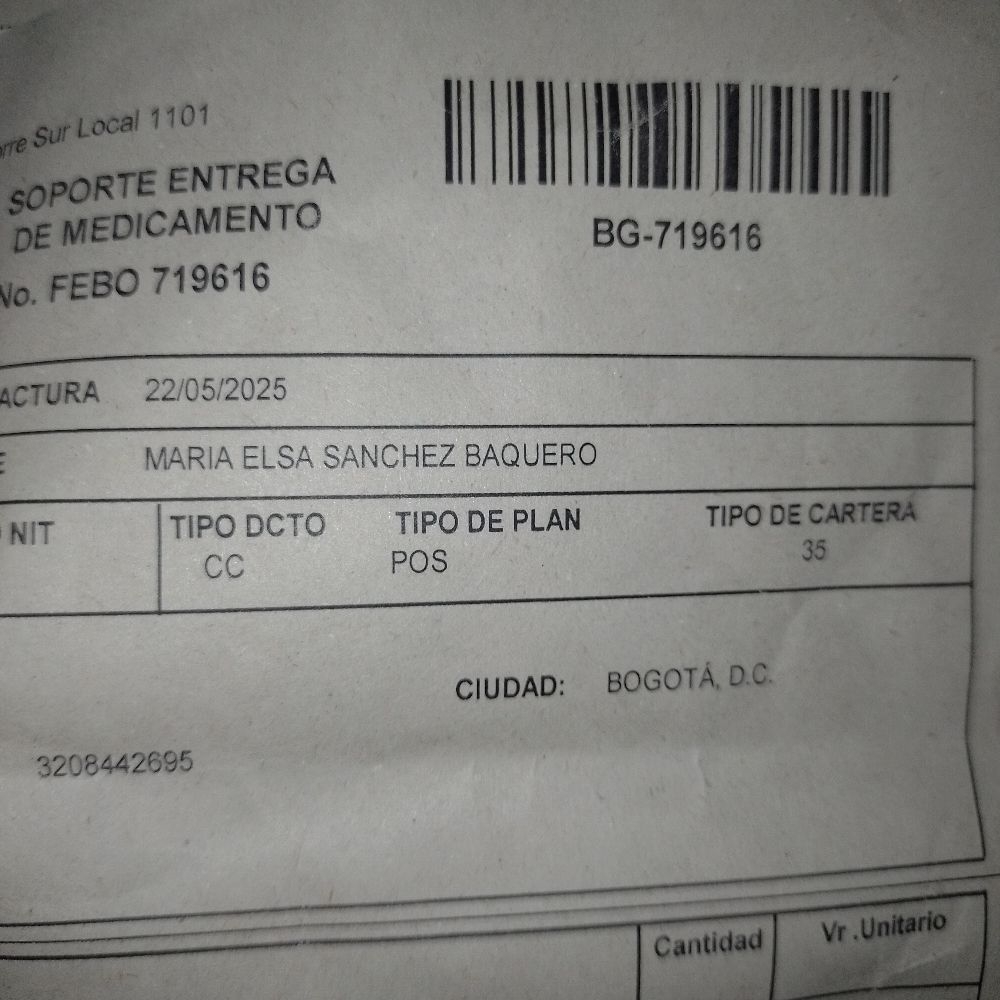 Sur Local 1101
SOPORTE ENTREGA
DE MEDICAMENTO
No. FEBO 719616
BG-719616
ACTURA 22/05/2025
E MARIA ELSA SANCHEZ BAQUERO
NIT TIPO DCTO TIPO DE PLAN TIPO DE CARTERA
CC POS 35
CIUDAD: BOGOTÁ, D.C.
3208442695
Cantidad Vr .Unitario